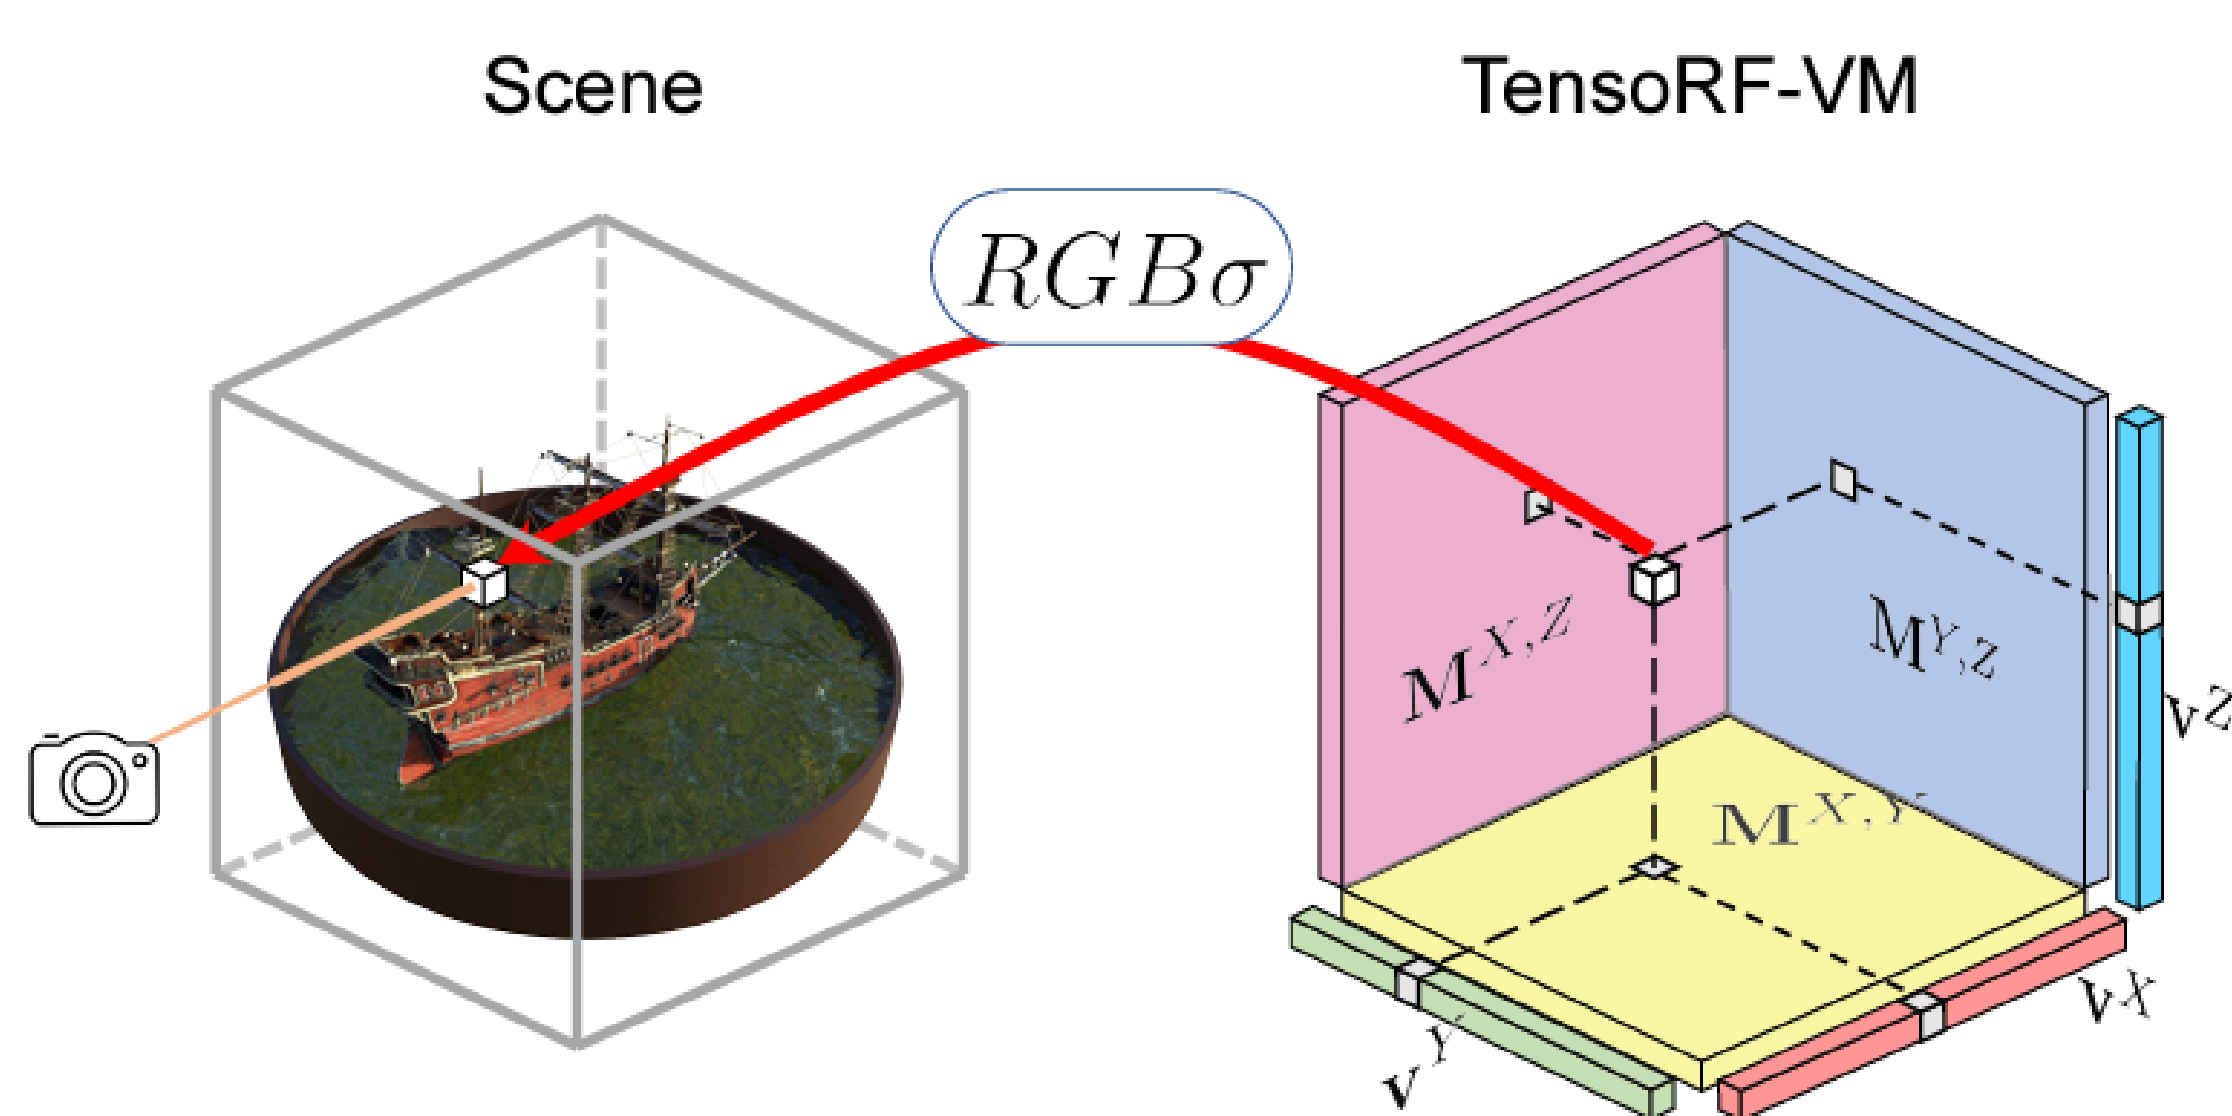 Scene
TensoRF-VM
RGBσ
M^{X,Z}
M^{Y,Z}
M^{X,Y}
v^Z
v^X
v^Y